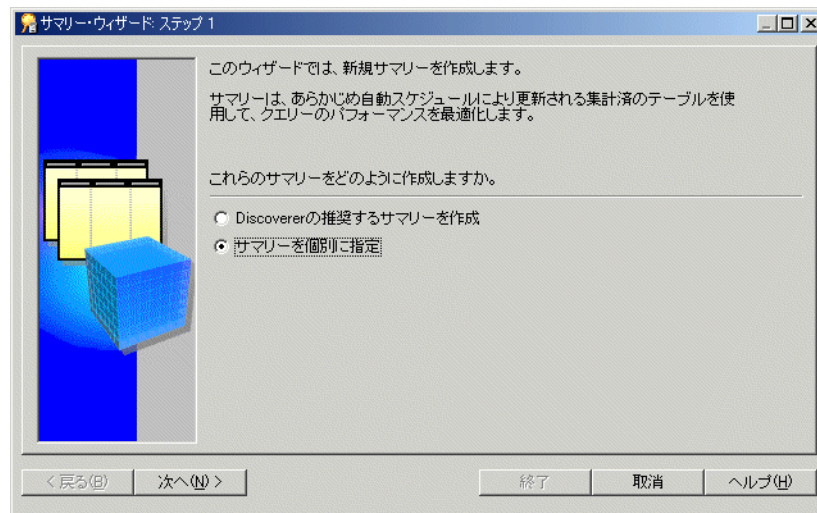 サマリー・ウィザード: ステップ 1
このウィザードでは、新規サマリーを作成します。
サマリーは、あらかじめ自動スケジュールにより更新される集計済のテーブルを使
用して、クエリーのパフォーマンスを最適化します。
これらのサマリーをどのように作成しますか。
Discovererの推奨するサマリーを作成
サマリーを個別に指定
< 戻る(B)
次へ(N) >
終了
取消
ヘルプ(H)